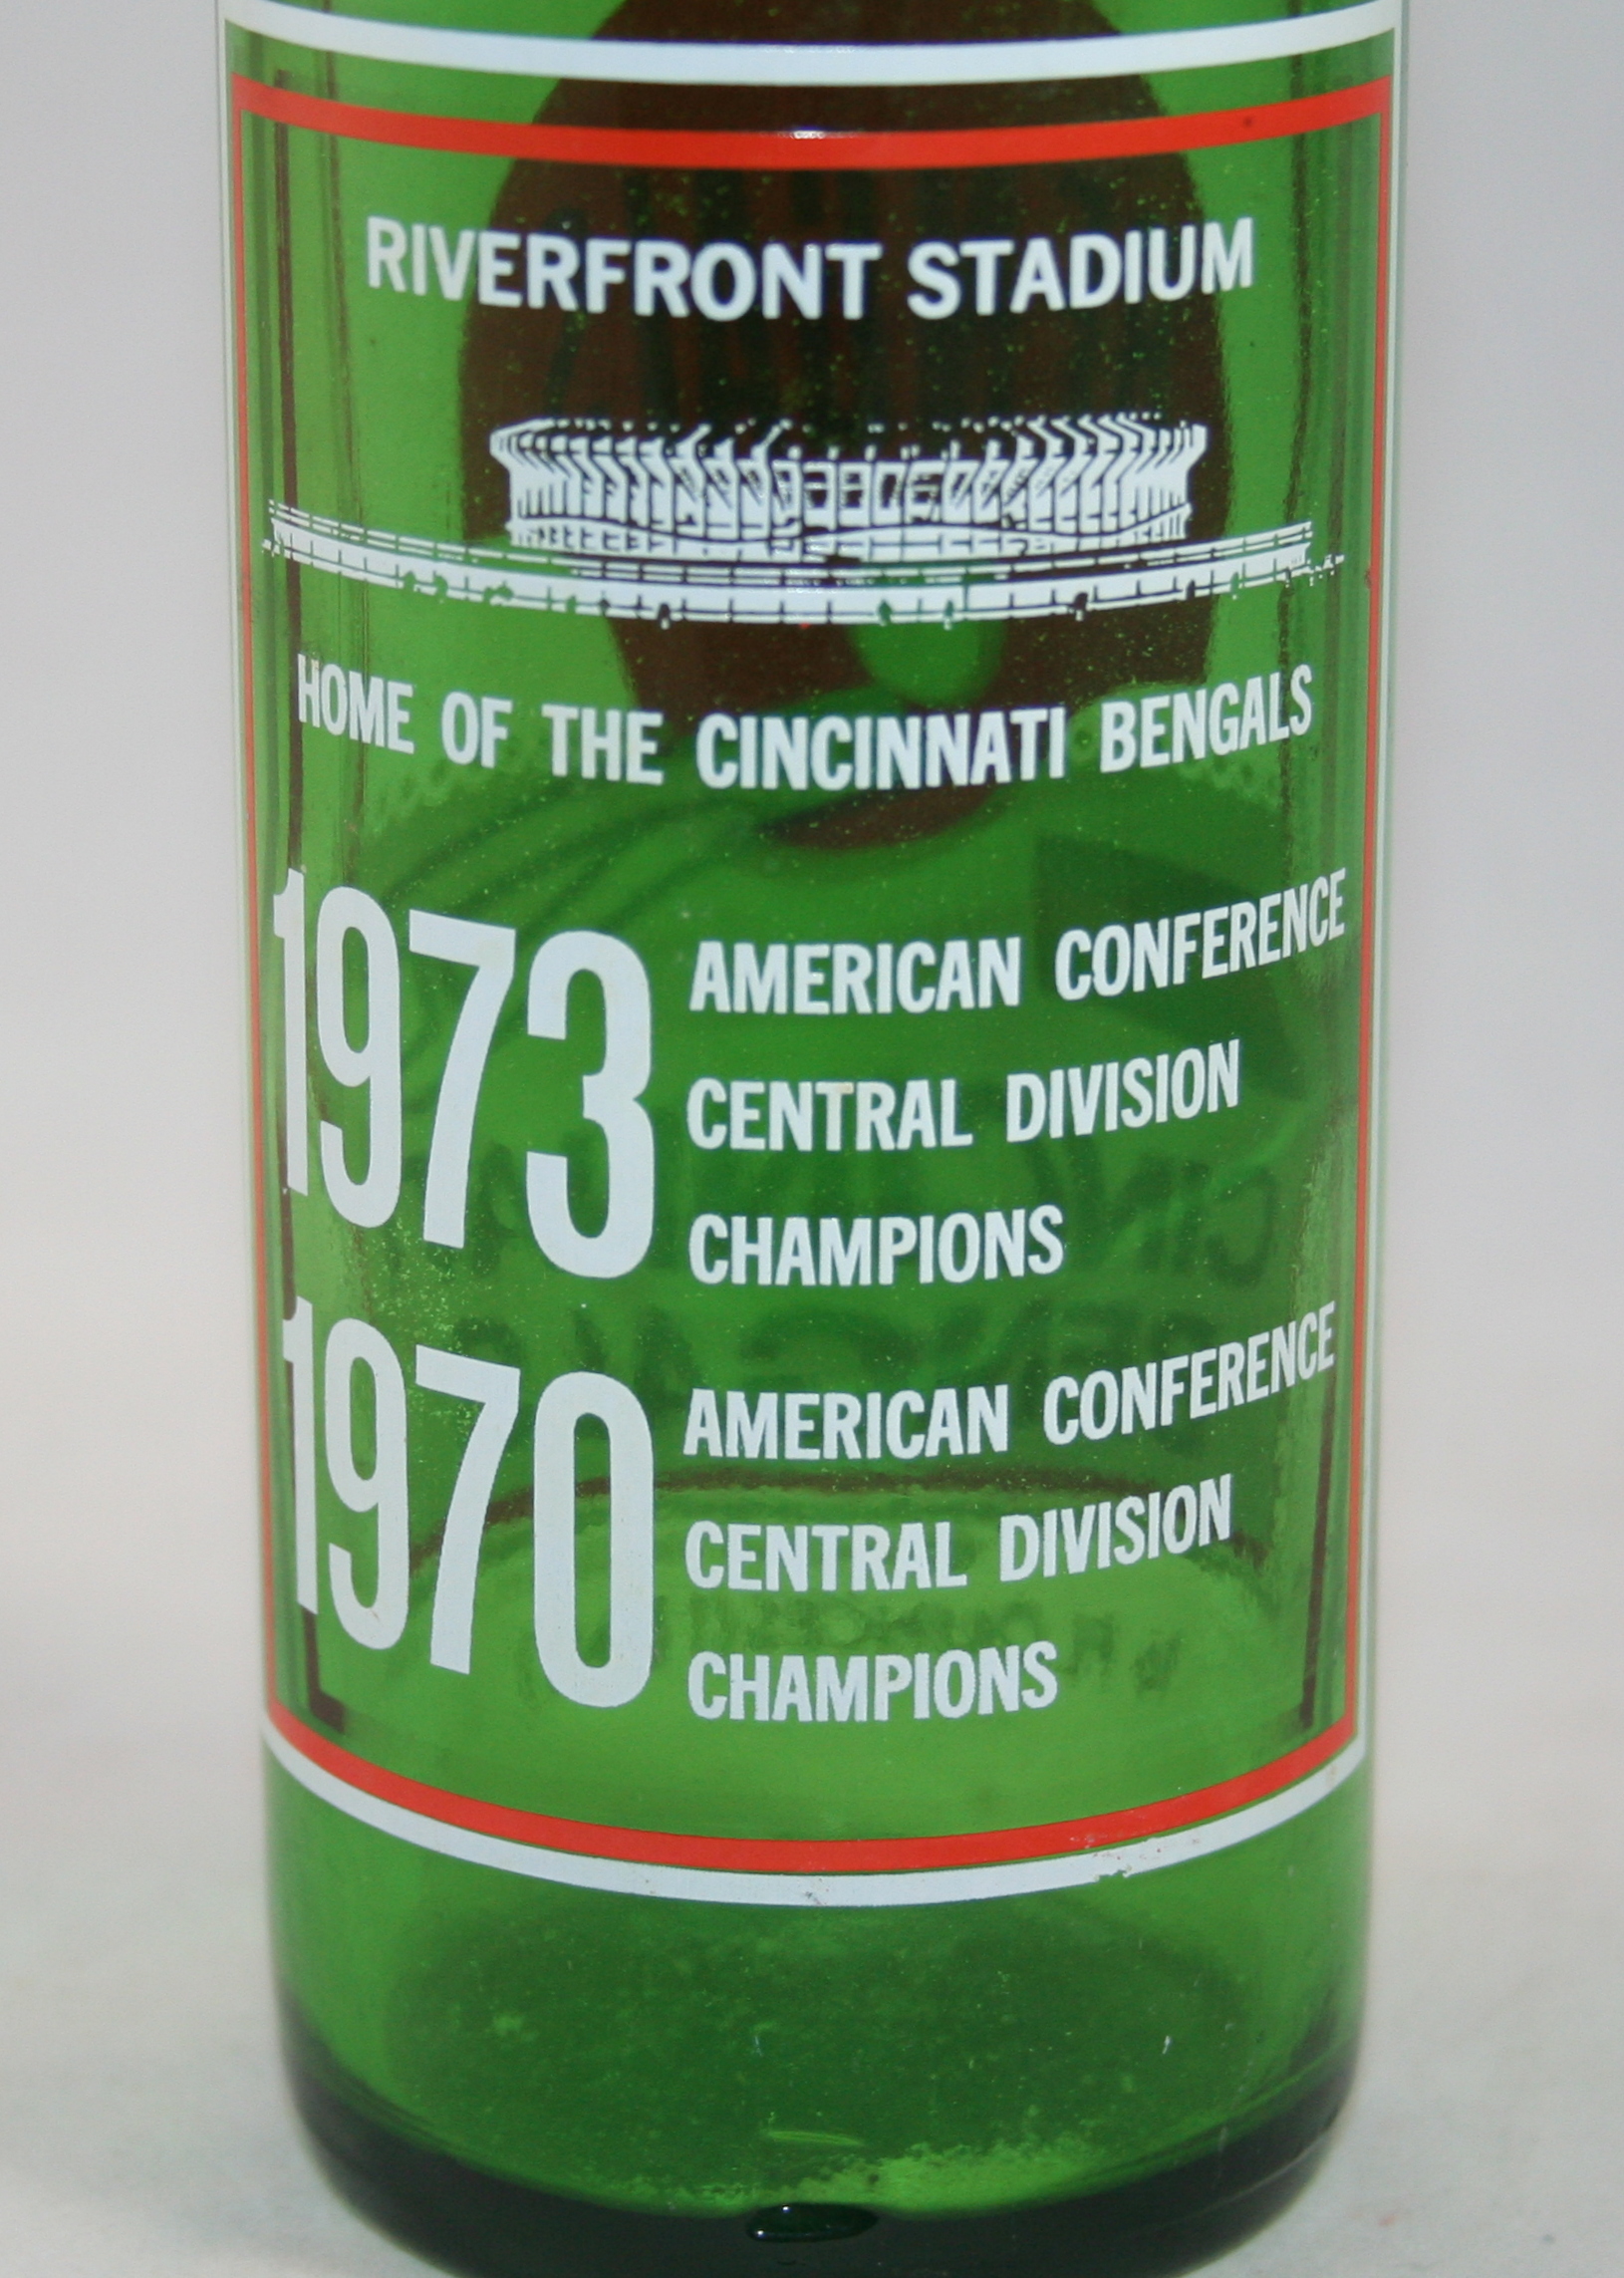 RIVERFRONT STADIUM
HOME OF THE CINCINNATI BENGALS
1973 AMERICAN CONFERENCE
CENTRAL DIVISION
CHAMPIONS
1970 AMERICAN CONFERENCE
CENTRAL DIVISION
CHAMPIONS